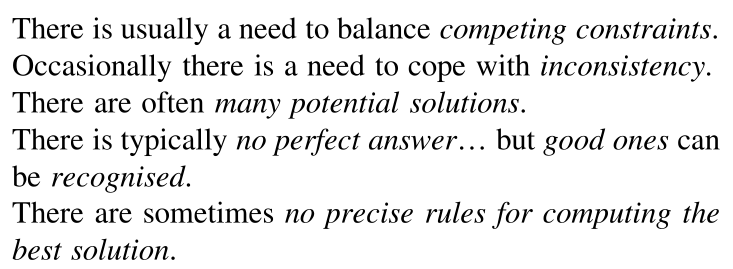 There is usually a need to balance competing constraints.
Occasionally there is a need to cope with inconsistency.
There are often many potential solutions.
There is typically no perfect answer… but good ones can
be recognised.
There are sometimes no precise rules for computing the
best solution.